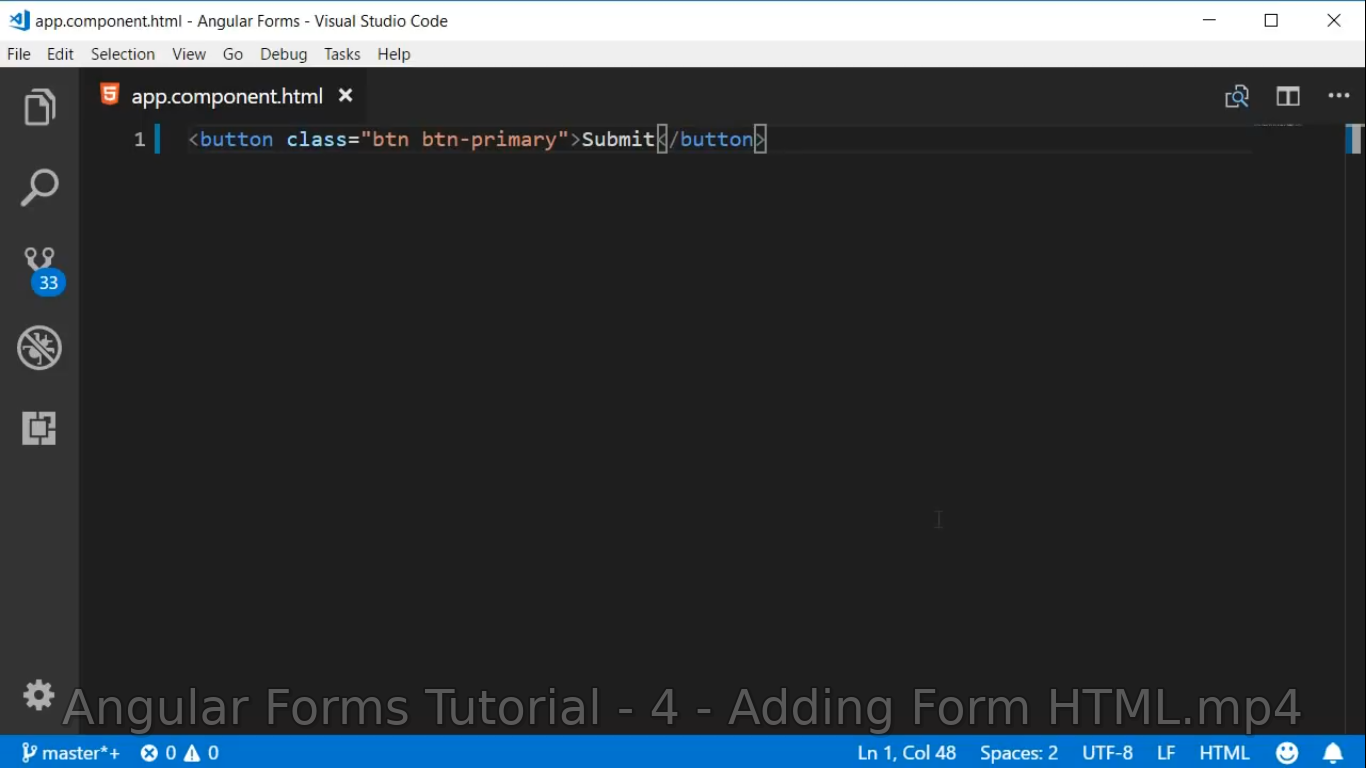 app.component.html - Angular Forms - Visual Studio Code
File Edit Selection View Go Debug Tasks Help
app.component.html
1 <button class="btn btn-primary">Submit</button>
33
Angular Forms Tutorial - 4 - Adding Form HTML.mp4
master*+ 0 0 Ln 1, Col 48 Spaces: 2 UTF-8 LF HTML